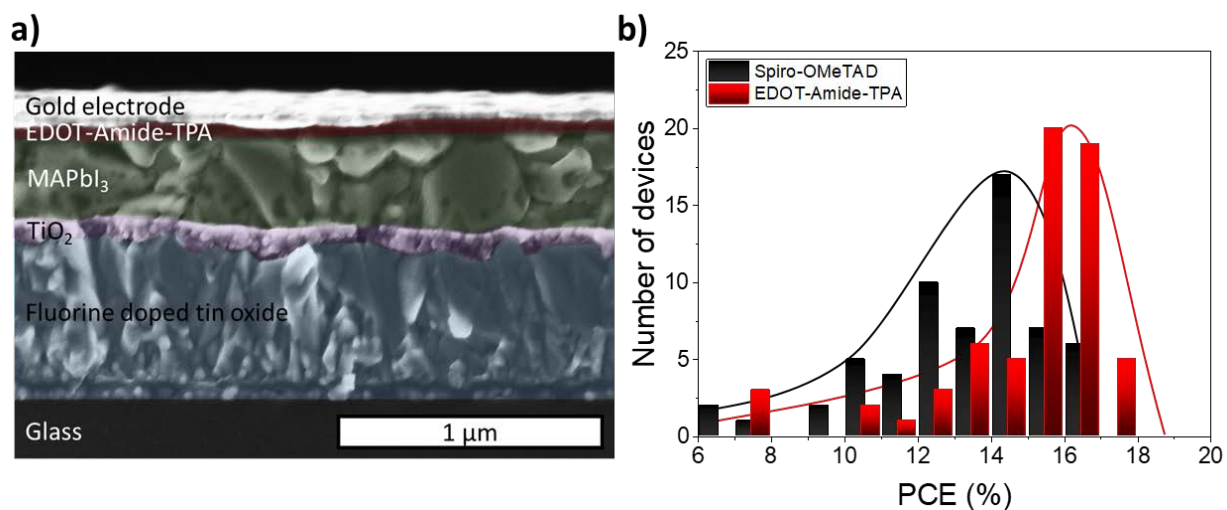 a)
Gold electrode
EDOT-Amide-TPA
MAPbI₃
TiO₂
Fluorine doped tin oxide
Glass
1 µm
b)
Spiro-OMeTAD
EDOT-Amide-TPA
Number of devices
25
20
15
10
5
0
6 8 10 12 14 16 18 20
PCE (%)